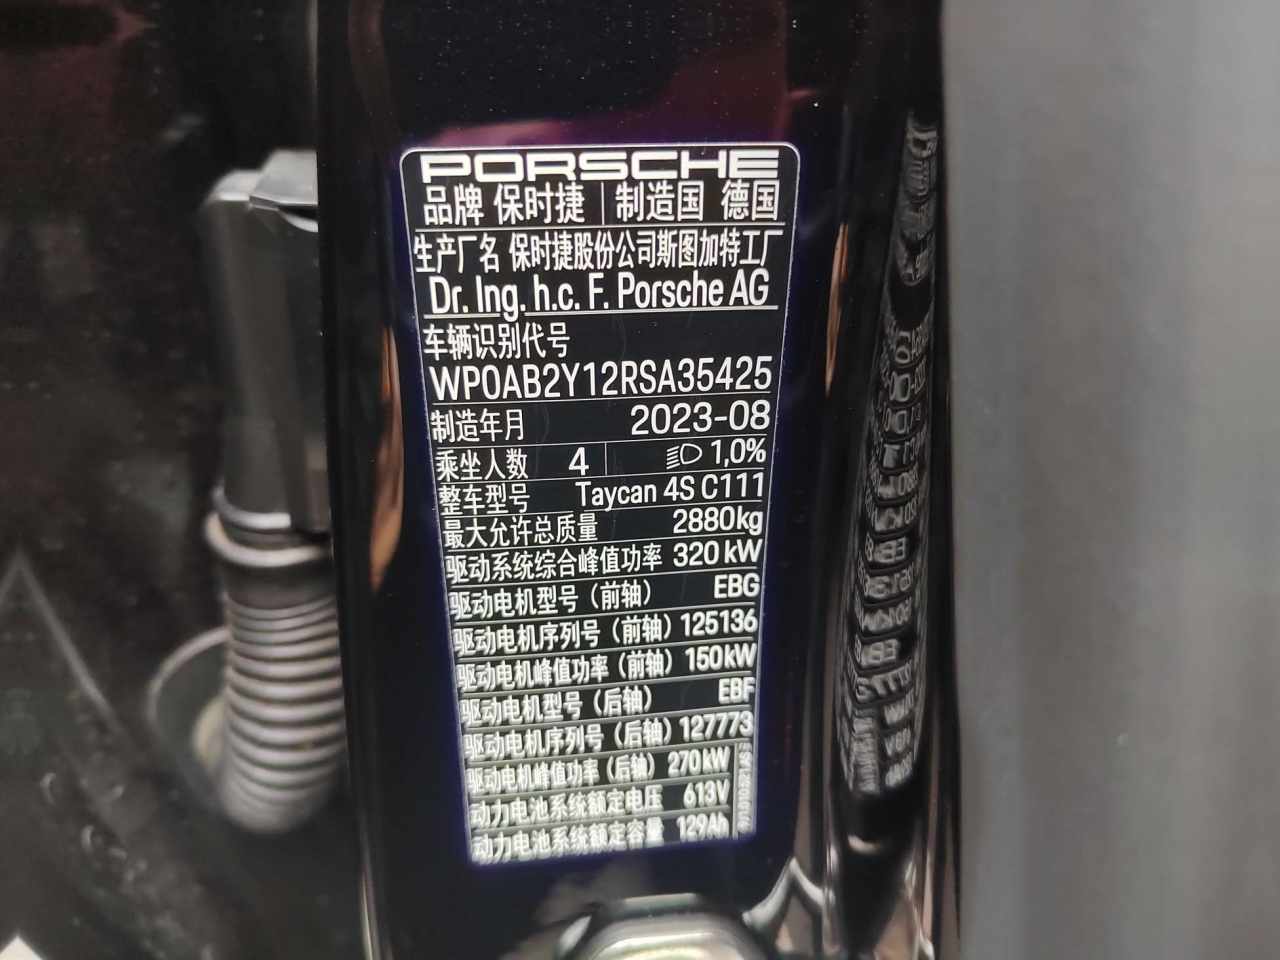 PORSCHE
品牌 保时捷 制造国 德国
生产厂名 保时捷股份公司斯图加特工厂
Dr. Ing. h.c. F. Porsche AG
车辆识别代号
WP0AB2Y12RSA35425
制造年月 2023-08
乘坐人数 4 1,0%
整车型号 Taycan 4S C111
最大允许总质量 2880kg
驱动系统综合峰值功率 320 kW
驱动电机型号（前轴） EBG
驱动电机序列号（前轴） 125136
驱动电机峰值功率（前轴） 150kW
驱动电机型号（后轴） EBF
驱动电机序列号（后轴） 127773
驱动电机峰值功率（后轴） 270kW
动力电池系统额定电压 613V
动力电池系统额定容量 129Ah